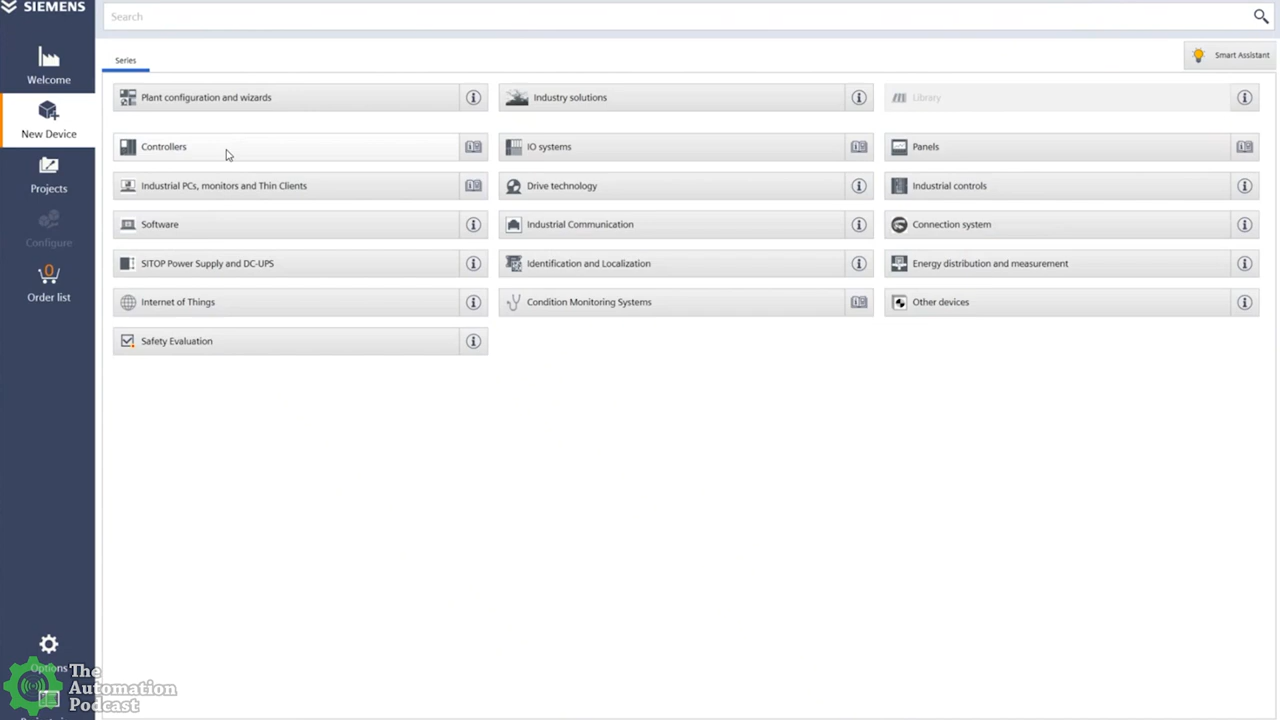 SIEMENS
Search
Welcome
New Device
Projects
Configure
0
Order list
Options
Series
Smart Assistant
Plant configuration and wizards
Industry solutions
Library
Controllers
IO systems
Panels
Industrial PCs, monitors and Thin Clients
Drive technology
Industrial controls
Software
Industrial Communication
Connection system
SITOP Power Supply and DC-UPS
Identification and Localization
Energy distribution and measurement
Internet of Things
Condition Monitoring Systems
Other devices
Safety Evaluation
The
Automation
Podcast